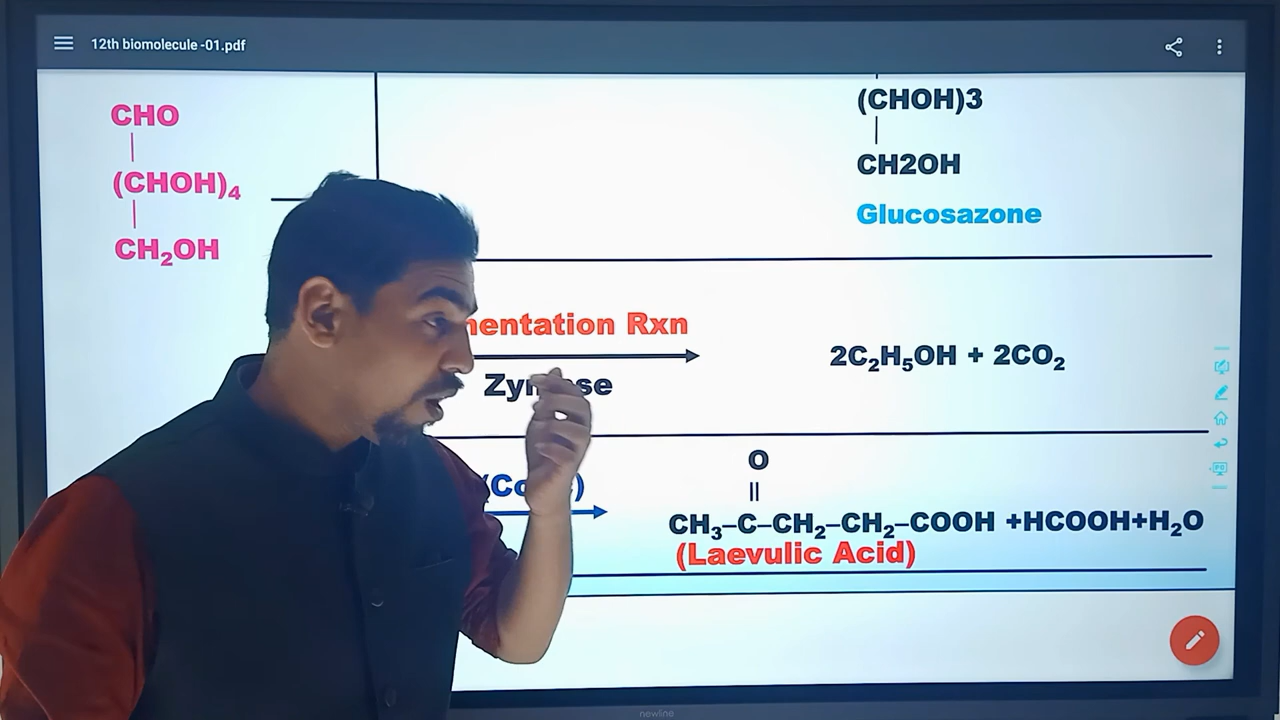 12th biomolecule -01.pdf
CHO
(CHOH)4
CH2OH
(CHOH)3
CH2OH
Glucosazone
Rxn
2C2H5OH + 2CO2
O
CH3–C–CH2–CH2–COOH +HCOOH+H2O
(Laevulic Acid)
newline